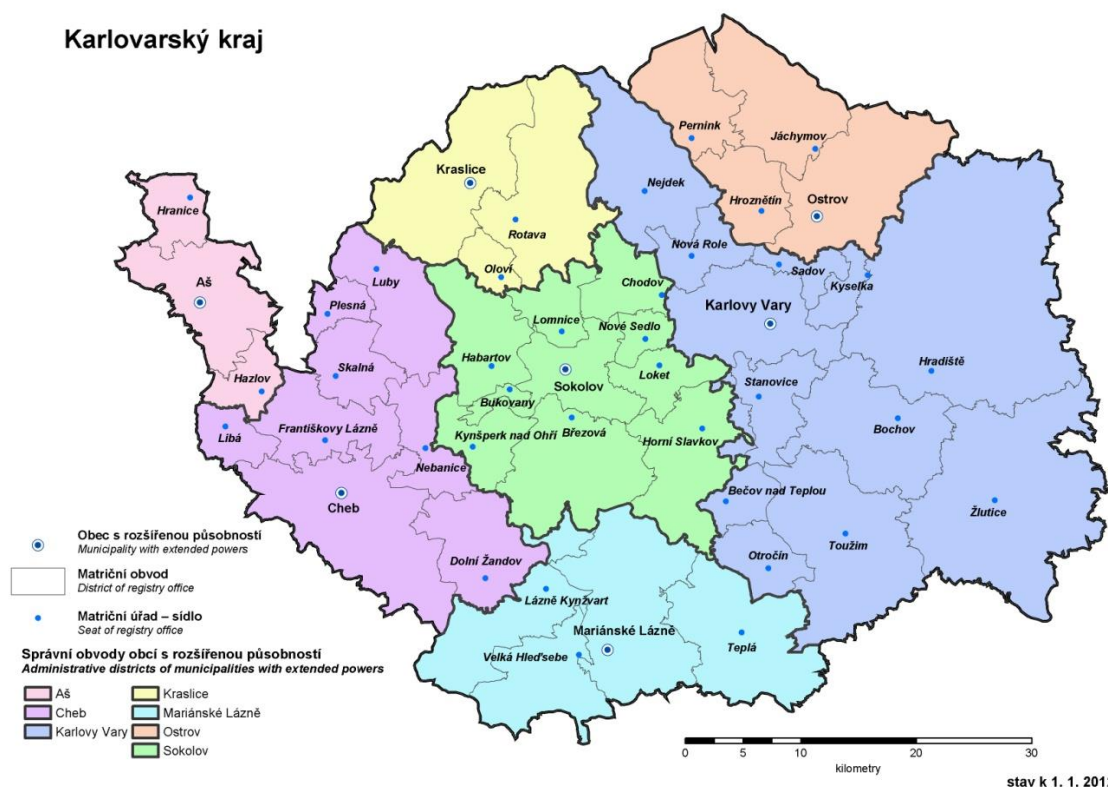 Karlovarský kraj
Pernink
Jáchymov
Kraslice
Nejdek
Hranice
Hroznětín
Ostrov
Rotava
Nová Role
Luby
Oloví
Sadov
Kyselka
Chodov
Aš
Plesná
Karlovy Vary
Lomnice
Nové Sedlo
Habartov
Skalná
Sokolov
Loket
Hradiště
Hazlov
Bukovany
Stanovice
Libá
Františkovy Lázně
Březová
Bochov
Kynšperk nad Ohří
Horní Slavkov
Nebanice
Cheb
Bečov nad Teplou
Žlutice
Toužim
Dolní Žandov
Otročín
Lázně Kynžvart
Mariánské Lázně
Teplá
Velká Hleďsebe
Obec s rozšířenou působností
Municipality with extended powers
Matriční obvod
District of registry office
Matriční úřad – sídlo
Seat of registry office
Správní obvody obcí s rozšířenou působností
Administrative districts of municipalities with extended powers
Aš
Kraslice
Cheb
Mariánské Lázně
Karlovy Vary
Ostrov
Sokolov
0 5 10 20 30
kilometry
stav k 1. 1.